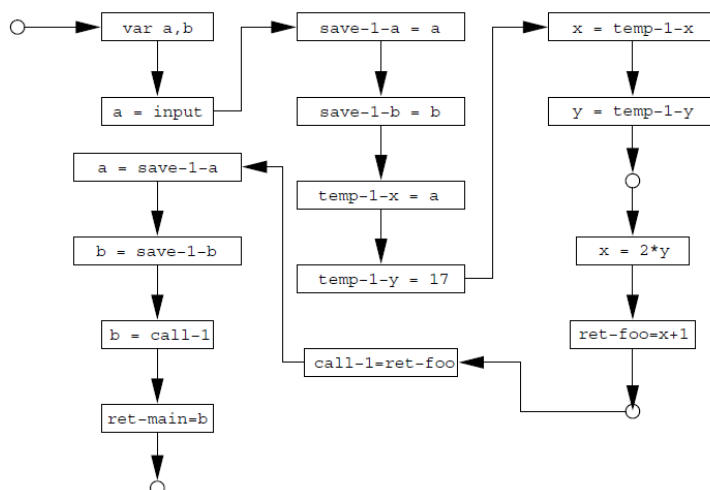 var a,b
a = input
save-1-a = a
save-1-b = b
temp-1-x = a
temp-1-y = 17
x = temp-1-x
y = temp-1-y
x = 2*y
ret-foo=x+1
call-1=ret-foo
a = save-1-a
b = save-1-b
b = call-1
ret-main=b